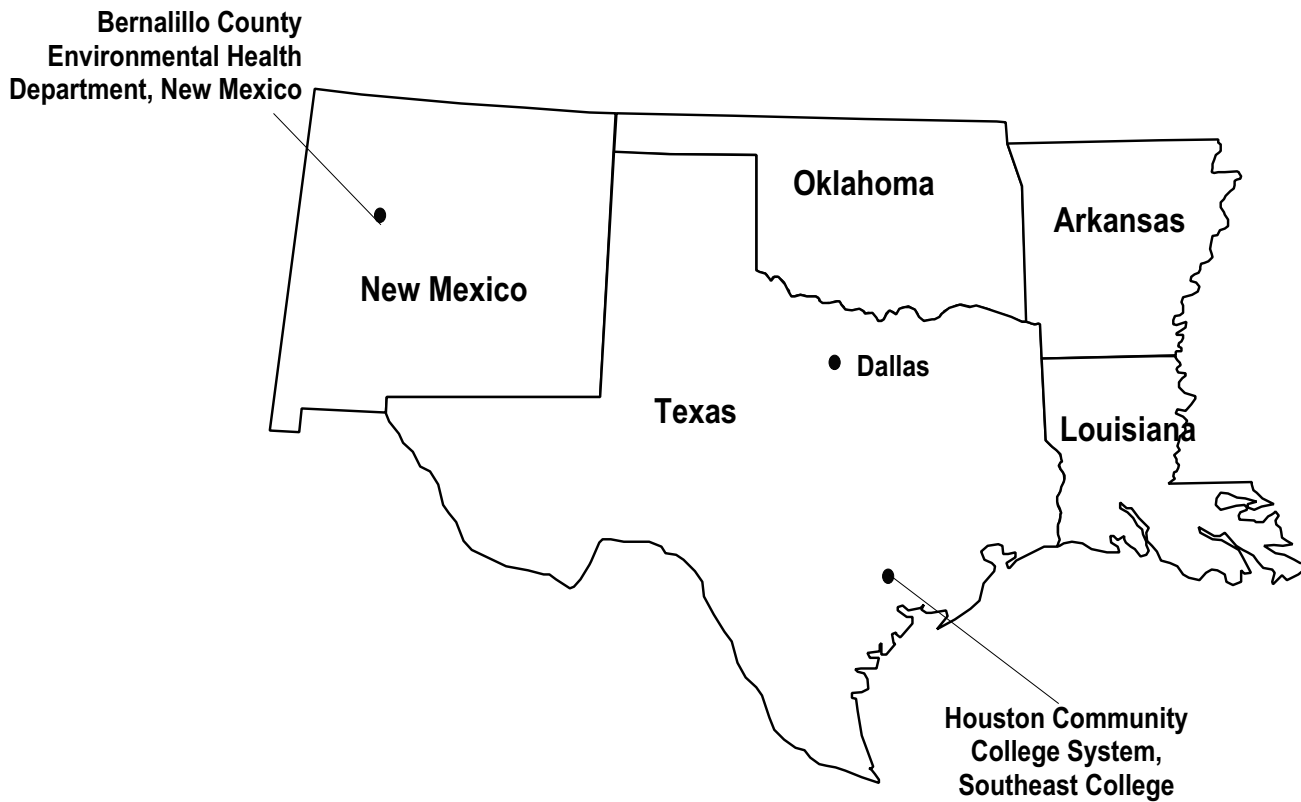 Bernalillo County
Environmental Health
Department, New Mexico
Oklahoma
Arkansas
New Mexico
Dallas
Texas
Louisiana
Houston Community
College System,
Southeast College